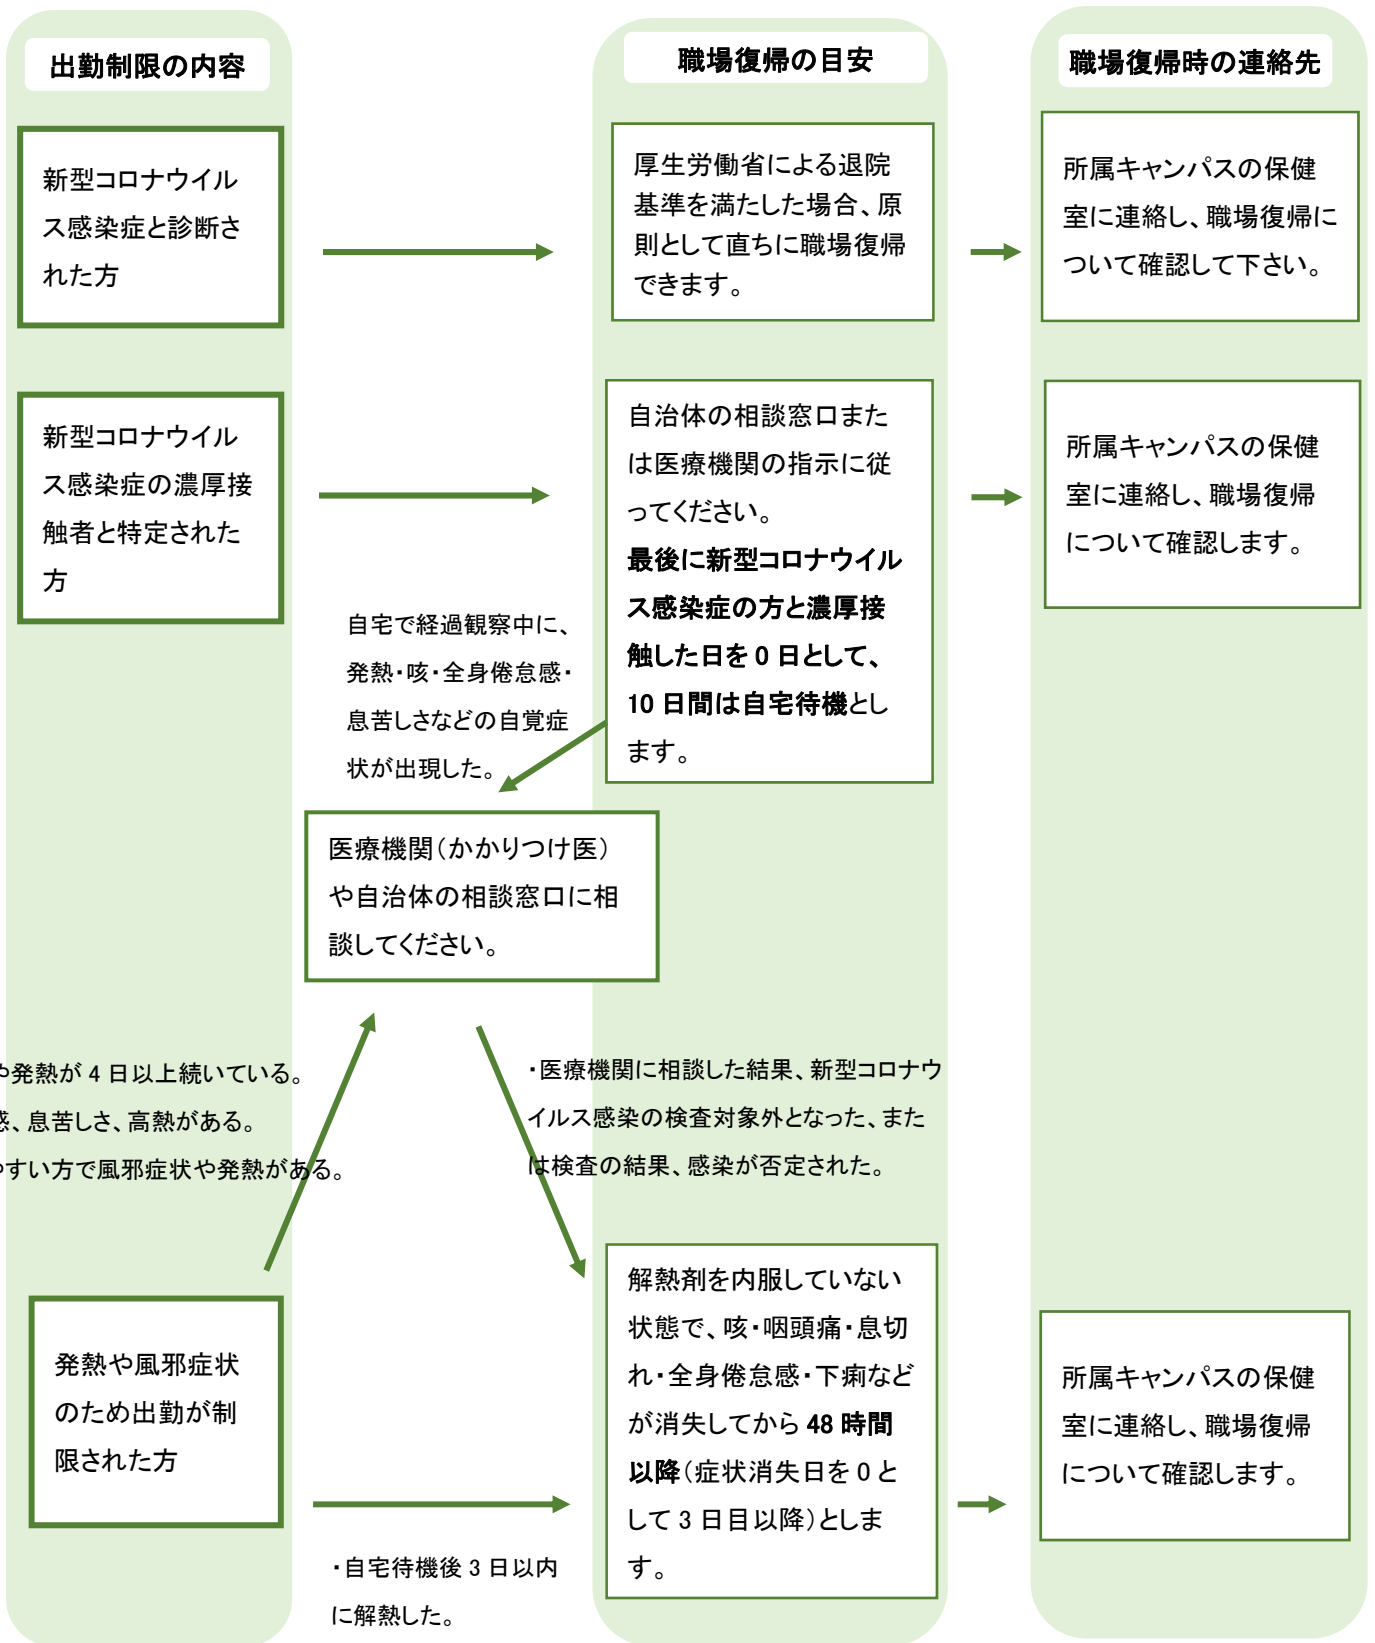 出勤制限の内容
職場復帰の目安
職場復帰時の連絡先
新型コロナウイル
ス感染症と診断さ
れた方
厚生労働省による退院
基準を満たした場合、原
則として直ちに職場復帰
できます。
所属キャンパスの保健
室に連絡し、職場復帰に
ついて確認して下さい。
新型コロナウイル
ス感染症の濃厚接
触者と特定された
方
自治体の相談窓口また
は医療機関の指示に従
ってください。
最後に新型コロナウイル
ス感染症の方と濃厚接
触した日を0日として、
10日間は自宅待機とし
ます。
所属キャンパスの保健
室に連絡し、職場復帰
について確認します。
自宅で経過観察中に、
発熱・咳・全身倦怠感・
息苦しさなどの自覚症
状が出現した。
医療機関(かかりつけ医)
や自治体の相談窓口に相
談してください。
や発熱が4日以上続いている。
感、息苦しさ、高熱がある。
やすい方で風邪症状や発熱がある。
・医療機関に相談した結果、新型コロナウ
イルス感染の検査対象外となった、また
は検査の結果、感染が否定された。
発熱や風邪症状
のため出勤が制
限された方
解熱剤を内服していない
状態で、咳・咽頭痛・息切
れ・全身倦怠感・下痢など
が消失してから48時間
以降(症状消失日を0と
して3日目以降)としま
す。
所属キャンパスの保健
室に連絡し、職場復帰
について確認します。
・自宅待機後3日以内
に解熱した。